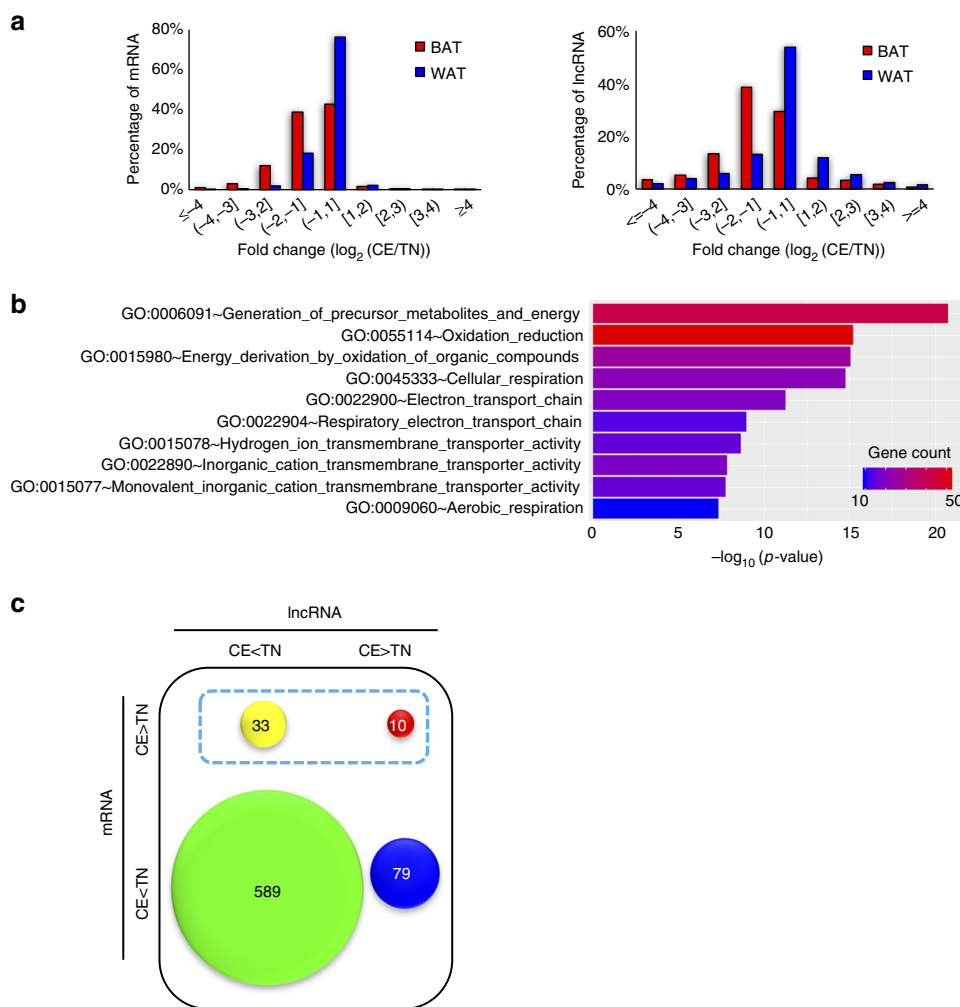 a
Percentage of mRNA
80%
60%
40%
20%
0%
BAT
WAT
≤−4
(−4,−3]
(−3,2]
(−2,−1]
(−1,1]
[1,2)
[2,3)
[3,4)
≥4
Fold change (log2 (CE/TN))
Percentage of lncRNA
60%
40%
20%
0%
BAT
WAT
<=−4
(−4,−3]
(−3,2]
(−2,−1]
(−1,1]
[1,2)
[2,3)
[3,4)
>=4
Fold change (log2 (CE/TN))
b
GO:0006091~Generation_of_precursor_metabolites_and_energy
GO:0055114~Oxidation_reduction
GO:0015980~Energy_derivation_by_oxidation_of_organic_compounds
GO:0045333~Cellular_respiration
GO:0022900~Electron_transport_chain
GO:0022904~Respiratory_electron_transport_chain
GO:0015078~Hydrogen_ion_transmembrane_transporter_activity
GO:0022890~Inorganic_cation_transmembrane_transporter_activity
GO:0015077~Monovalent_inorganic_cation_transmembrane_transporter_activity
GO:0009060~Aerobic_respiration
Gene count
10 50
0 5 10 15 20
−log10 (p-value)
c
lncRNA
CE<TN CE>TN
mRNA
CE>TN
33 10
CE<TN
589 79